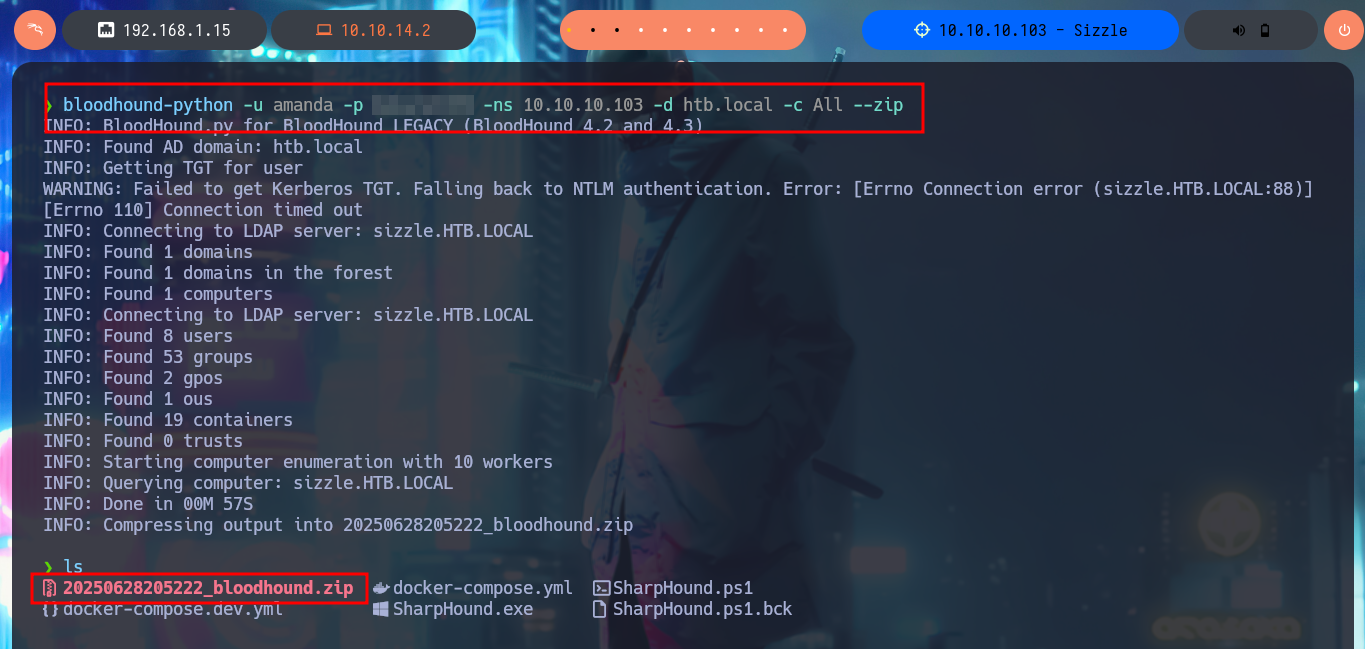 192.168.1.15 10.10.14.2 10.10.10.103 - Sizzle
❯ bloodhound-python -u amanda -p -ns 10.10.10.103 -d htb.local -c All --zip
INFO: BloodHound.py for BloodHound LEGACY (BloodHound 4.2 and 4.3)
INFO: Found AD domain: htb.local
INFO: Getting TGT for user
WARNING: Failed to get Kerberos TGT. Falling back to NTLM authentication. Error: [Errno Connection error (sizzle.HTB.LOCAL:88)]
[Errno 110] Connection timed out
INFO: Connecting to LDAP server: sizzle.HTB.LOCAL
INFO: Found 1 domains
INFO: Found 1 domains in the forest
INFO: Found 1 computers
INFO: Connecting to LDAP server: sizzle.HTB.LOCAL
INFO: Found 8 users
INFO: Found 53 groups
INFO: Found 2 gpos
INFO: Found 1 ous
INFO: Found 19 containers
INFO: Found 0 trusts
INFO: Starting computer enumeration with 10 workers
INFO: Querying computer: sizzle.HTB.LOCAL
INFO: Done in 00M 57S
INFO: Compressing output into 20250628205222_bloodhound.zip
❯ ls
20250628205222_bloodhound.zip docker-compose.yml SharpHound.ps1
docker-compose.dev.yml SharpHound.exe SharpHound.ps1.bck